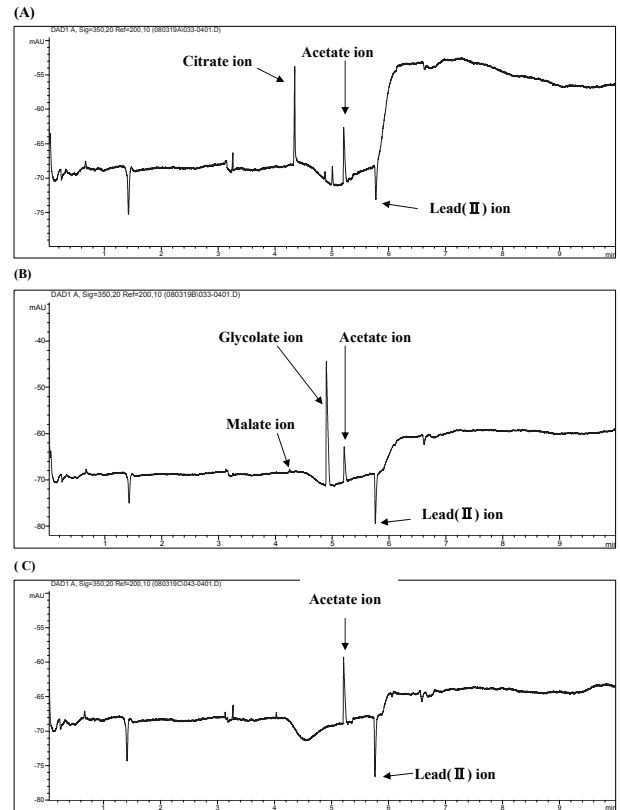 (A)
DAD1 A, Sig=350,20 Ref=200,10 (080319A\033-0401.D)
mAU
Citrate ion
Acetate ion
-55
-60
-65
-70
-75
Lead(Ⅱ) ion
1 2 3 4 5 6 7 8 9 min
(B)
DAD1 A, Sig=350,20 Ref=200,10 (080319B\033-0401.D)
mAU
-40
Glycolate ion
Acetate ion
-50
Malate ion
-60
-70
Lead(Ⅱ) ion
-80
1 2 3 4 5 6 7 8 9 min
( C)
DAD1 A, Sig=350,20 Ref=200,10 (080319C\043-0401.D)
mAU
Acetate ion
-55
-60
-65
-70
-75
Lead(Ⅱ) ion
-80
1 2 3 4 5 6 7 8 9 min